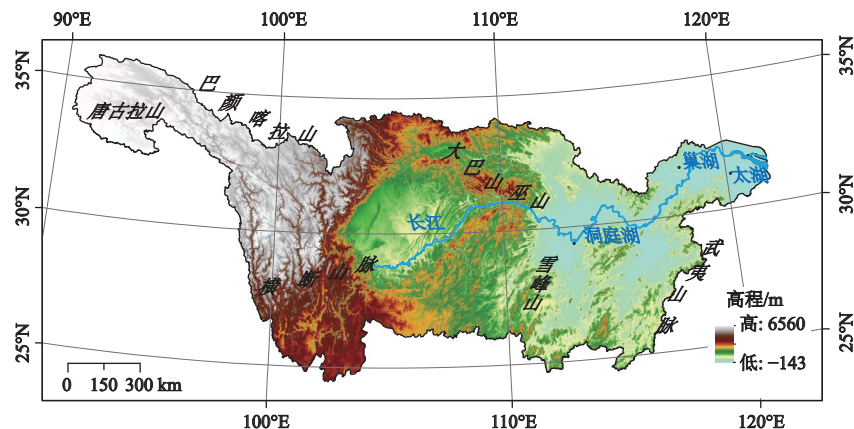 90°E 100°E 110°E 120°E
35°N
35°N
30°N
30°N
25°N
25°N
唐古拉山
巴颜喀拉山
大巴山
巫山
巢湖
太湖
长江
洞庭湖
横断山脉
雪峰山
武夷山脉
高程/m
高: 6560
低: −143
0 150 300 km
100°E 110°E 120°E